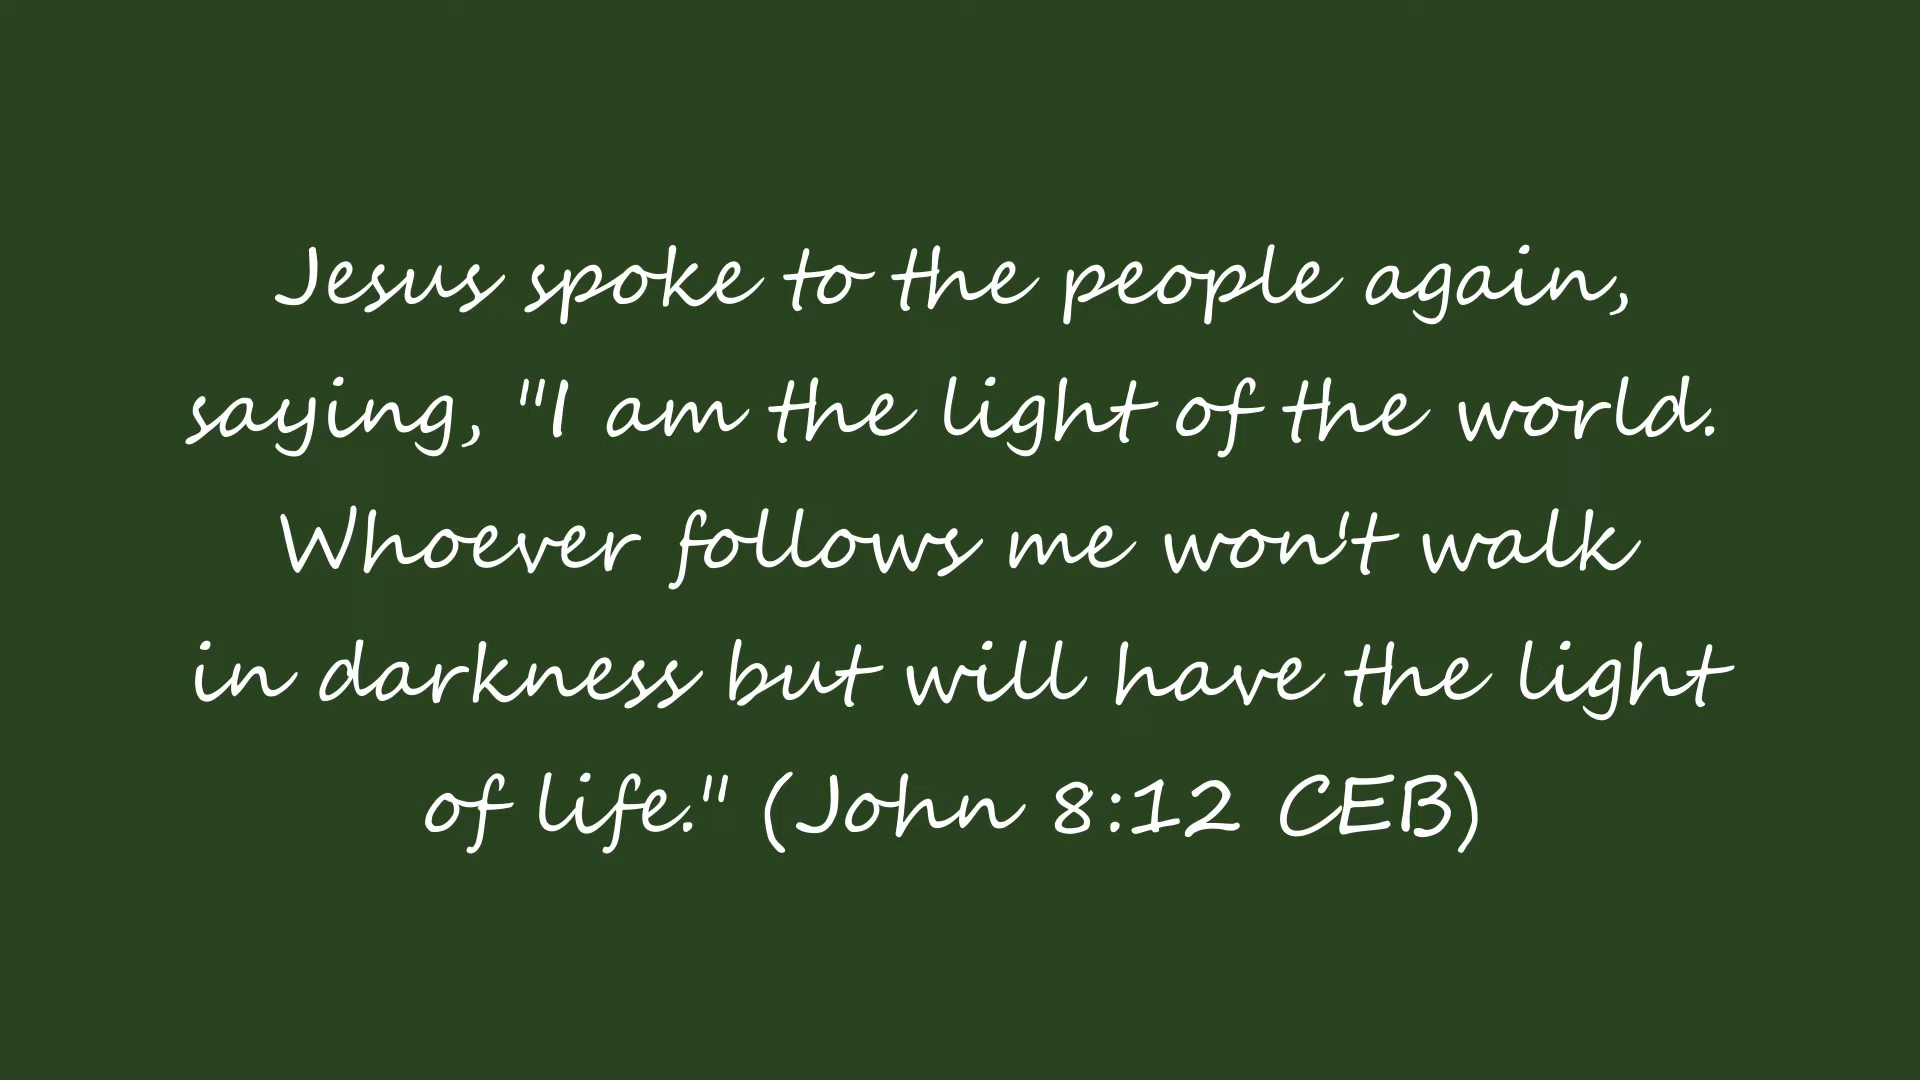 Jesus spoke to the people again,
saying, "I am the light of the world.
Whoever follows me won't walk
in darkness but will have the light
of life." (John 8:12 CEB)